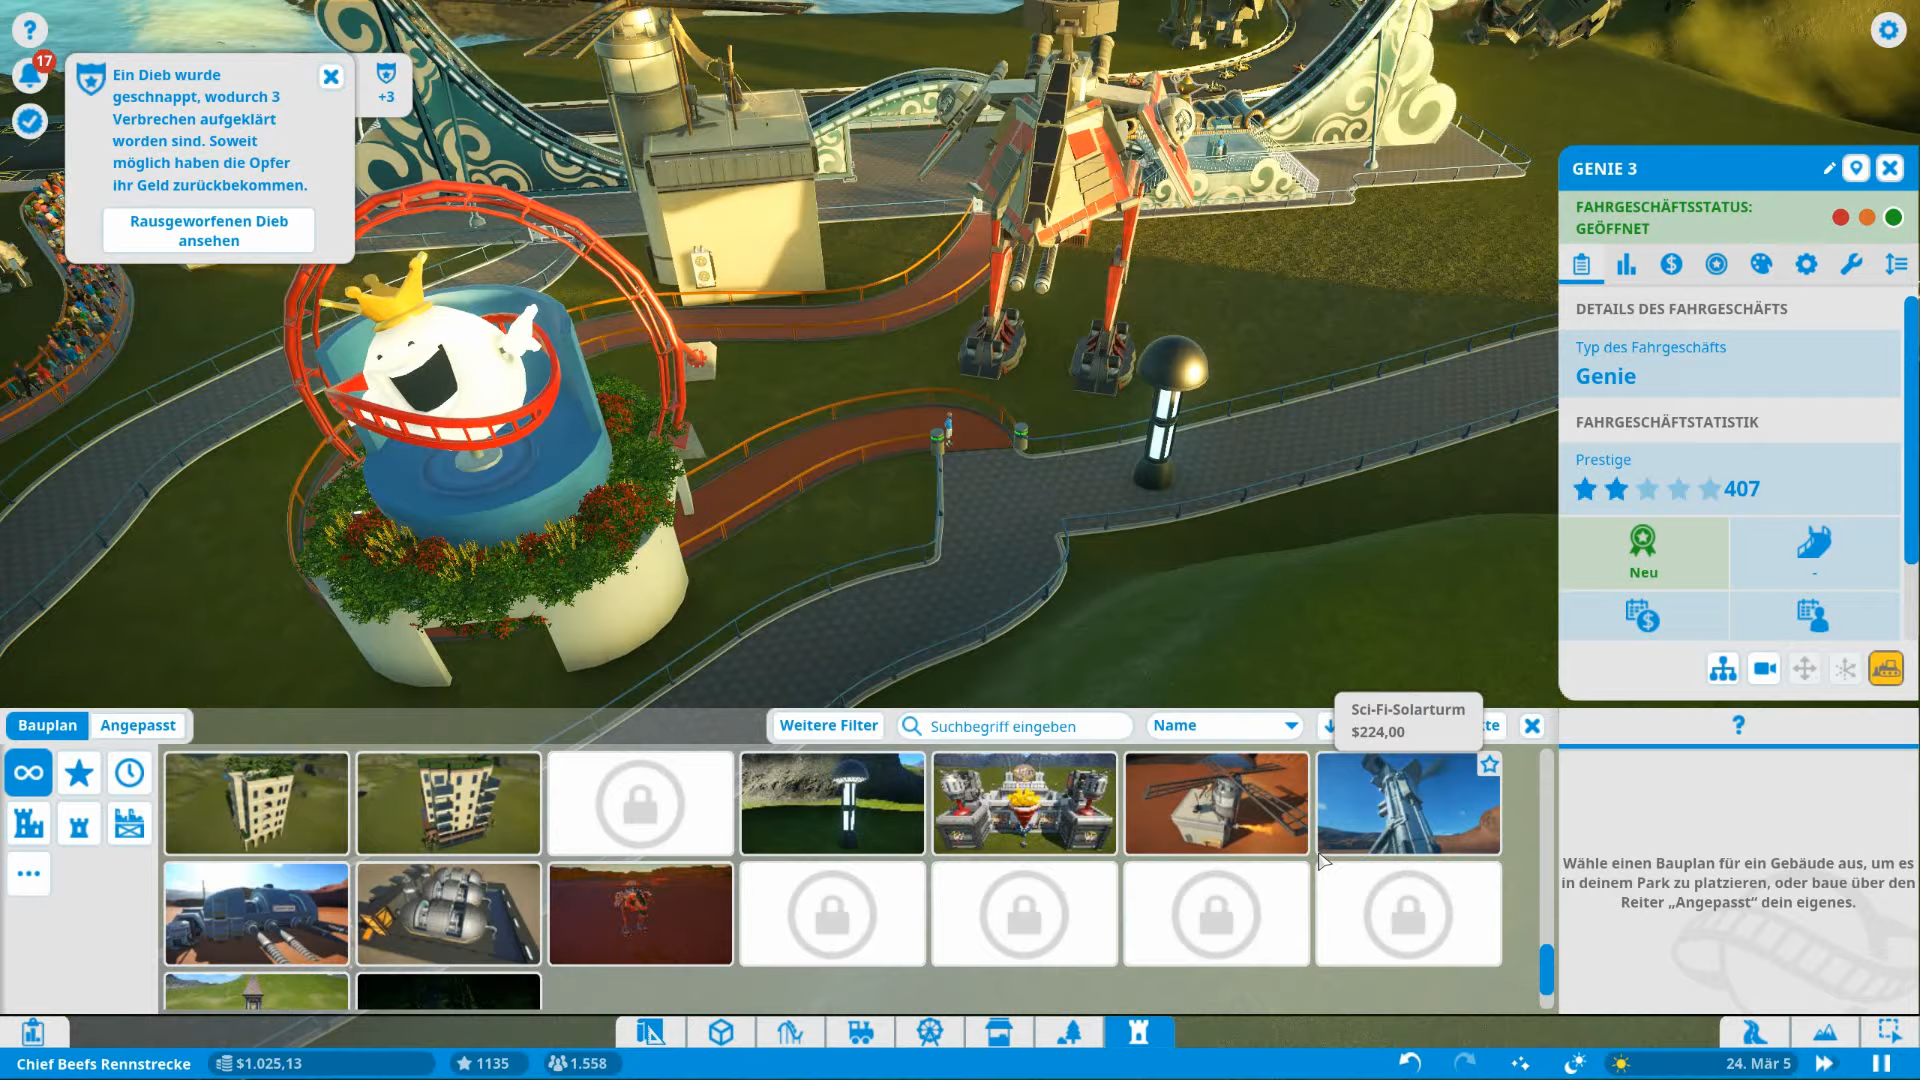 17
Ein Dieb wurde
geschnappt, wodurch 3
Verbrechen aufgeklärt
worden sind. Soweit
möglich haben die Opfer
ihr Geld zurückbekommen.
Rausgeworfenen Dieb
ansehen
+3
GENIE 3
FAHRGESCHÄFTSSTATUS:
GEÖFFNET
DETAILS DES FAHRGESCHÄFTS
Typ des Fahrgeschäfts
Genie
FAHRGESCHÄFTSTATISTIK
Prestige
407
Neu
-
Bauplan
Angepasst
Weitere Filter
Suchbegriff eingeben
Name
Sci-Fi-Solarturm
$224,00
Wähle einen Bauplan für ein Gebäude aus, um es
in deinem Park zu platzieren, oder baue über den
Reiter „Angepasst“ dein eigenes.
Chief Beefs Rennstrecke
$1.025,13
1135
1.558
24. Mär 5